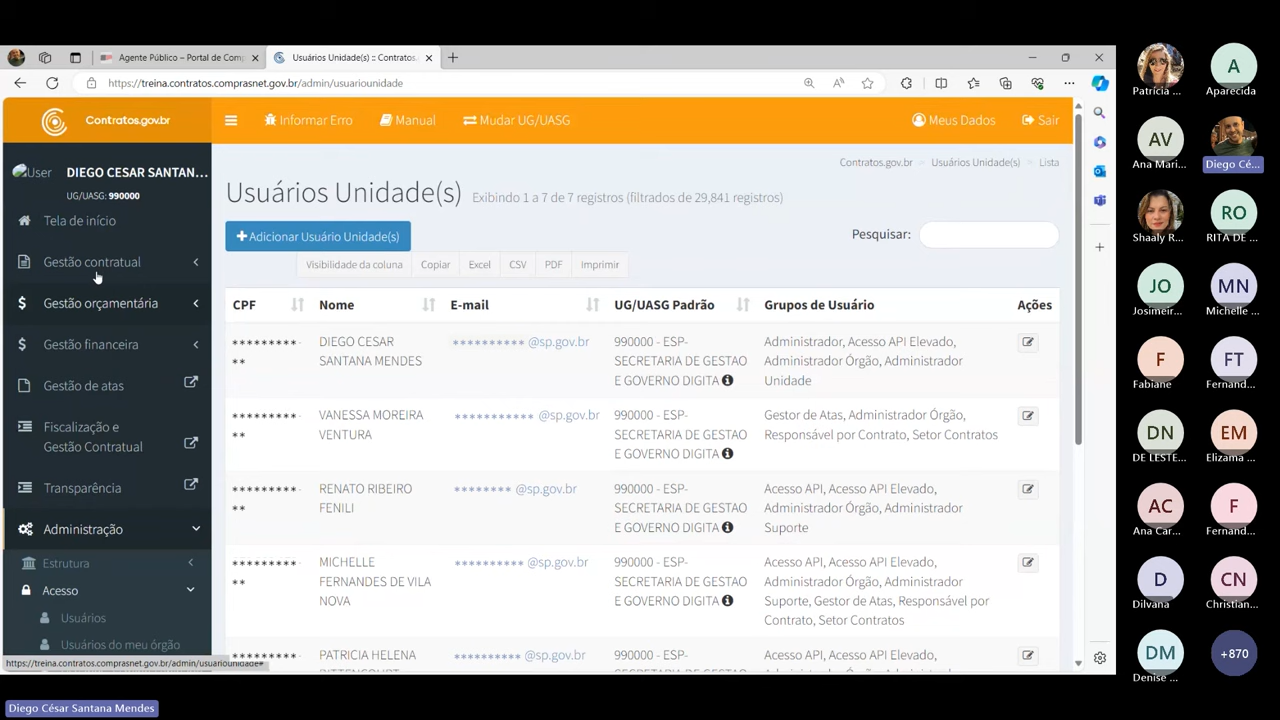 Agente Público – Portal de Com
Usuários Unidade(s) :: Contratos.
https://treina.contratos.comprasnet.gov.br/admin/usuariounidade
Contratos.gov.br
Informar Erro
Manual
Mudar UG/UASG
Meus Dados
Sair
User
DIEGO CESAR SANTAN...
UG/UASG: 990000
Tela de início
Gestão contratual
Gestão orçamentária
Gestão financeira
Gestão de atas
Fiscalização e
Gestão Contratual
Transparência
Administração
Estrutura
Acesso
Usuários
Usuários do meu órgão
https://treina.contratos.comprasnet.gov.br/admin/usuariounidade#
Contratos.gov.br
Usuários Unidade(s)
Lista
Usuários Unidade(s) Exibindo 1 a 7 de 7 registros (filtrados de 29,841 registros)
Adicionar Usuário Unidade(s)
Pesquisar:
Visibilidade da coluna Copiar Excel CSV PDF Imprimir
CPF Nome E-mail UG/UASG Padrão Grupos de Usuário Ações
DIEGO CESAR
SANTANA MENDES
********** @sp.gov.br
990000 - ESP-
SECRETARIA DE GESTAO
E GOVERNO DIGITA
Administrador, Acesso API Elevado,
Administrador Órgão, Administrador
Unidade
VANESSA MOREIRA
VENTURA
*********** @sp.gov.br
990000 - ESP-
SECRETARIA DE GESTAO
E GOVERNO DIGITA
Gestor de Atas, Administrador Órgão,
Responsável por Contrato, Setor Contratos
RENATO RIBEIRO
FENILI
******** @sp.gov.br
990000 - ESP-
SECRETARIA DE GESTAO
E GOVERNO DIGITA
Acesso API, Acesso API Elevado,
Administrador Órgão, Administrador
Suporte
MICHELLE
FERNANDES DE VILA
NOVA
********** @sp.gov.br
990000 - ESP-
SECRETARIA DE GESTAO
E GOVERNO DIGITA
Acesso API, Acesso API Elevado,
Administrador Órgão, Administrador
Suporte, Gestor de Atas, Responsável por
Contrato, Setor Contratos
PATRICIA HELENA
********** @sp.gov.br
990000 - ESP-
Acesso API, Acesso API Elevado,
Patricia ...
A
Aparecida
AV
Ana Mari...
Diego Cé...
Shaaly R...
RO
RITA DE ...
JO
Josimeir...
MN
Michelle ...
F
Fabiane
FT
Fernand...
DN
DE LESTE...
EM
Elizama ...
AC
Ana Car...
F
Fernand...
D
Dilvana
CN
Christian...
DM
Denise ...
+870
Diego César Santana Mendes